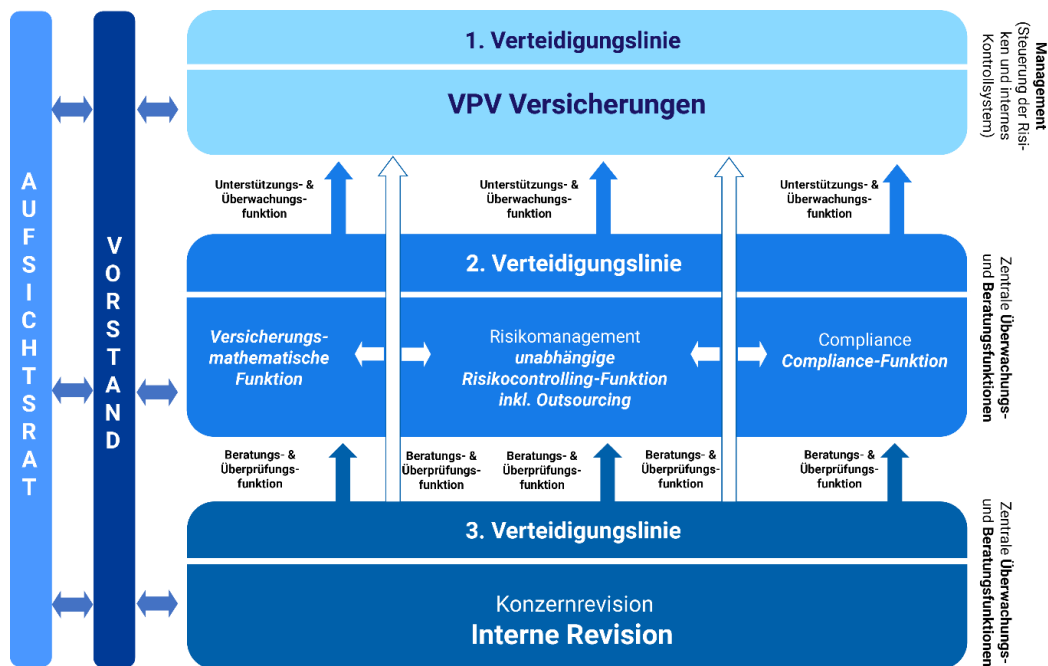 AUFSICHTSRAT
VORSTAND
1. Verteidigungslinie
VPV Versicherungen
Management
(Steuerung der Risi-
ken und internes
Kontrollsystem)
Unterstützungs- &
Überwachungs-
funktion
Unterstützungs- &
Überwachungs-
funktion
Unterstützungs- &
Überwachungs-
funktion
2. Verteidigungslinie
Versicherungs-
mathematische
Funktion
Risikomanagement
unabhängige
Risikocontrolling-Funktion
inkl. Outsourcing
Compliance
Compliance-Funktion
Zentrale Überwachungs-
und Beratungsfunktionen
Beratungs- &
Überprüfungs-
funktion
Beratungs- &
Überprüfungs-
funktion
Beratungs- &
Überprüfungs-
funktion
Beratungs- &
Überprüfungs-
funktion
Beratungs- &
Überprüfungs-
funktion
3. Verteidigungslinie
Konzernrevision
Interne Revision
Zentrale Überwachungs-
und Beratungsfunktionen